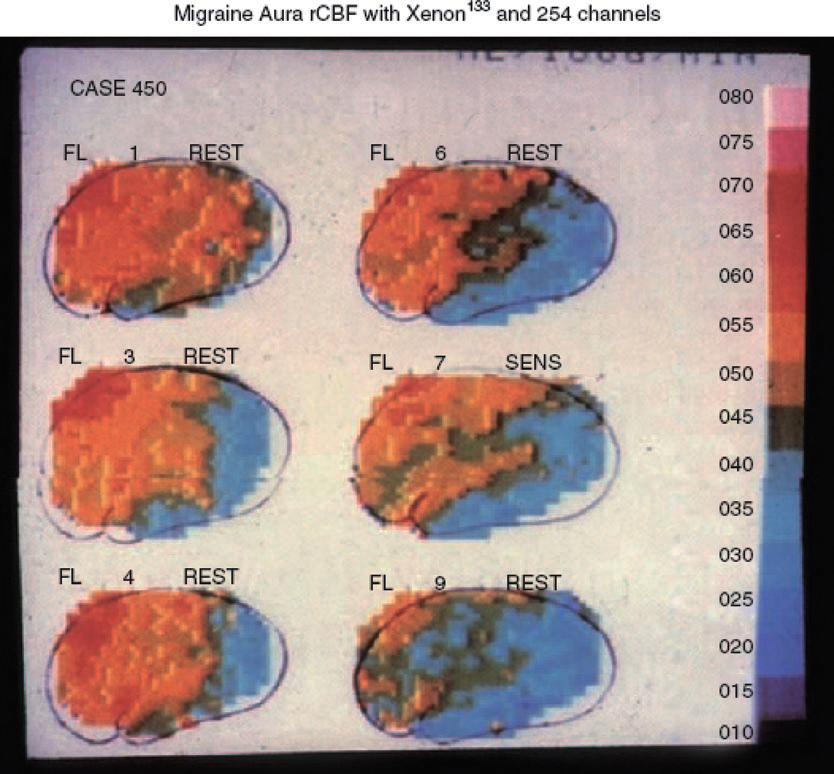 Migraine Aura rCBF with Xenon¹³³ and 254 channels
CASE 450
FL 1 REST
FL 6 REST
FL 3 REST
FL 7 SENS
FL 4 REST
FL 9 REST
080
075
070
065
060
055
050
045
040
035
030
025
020
015
010